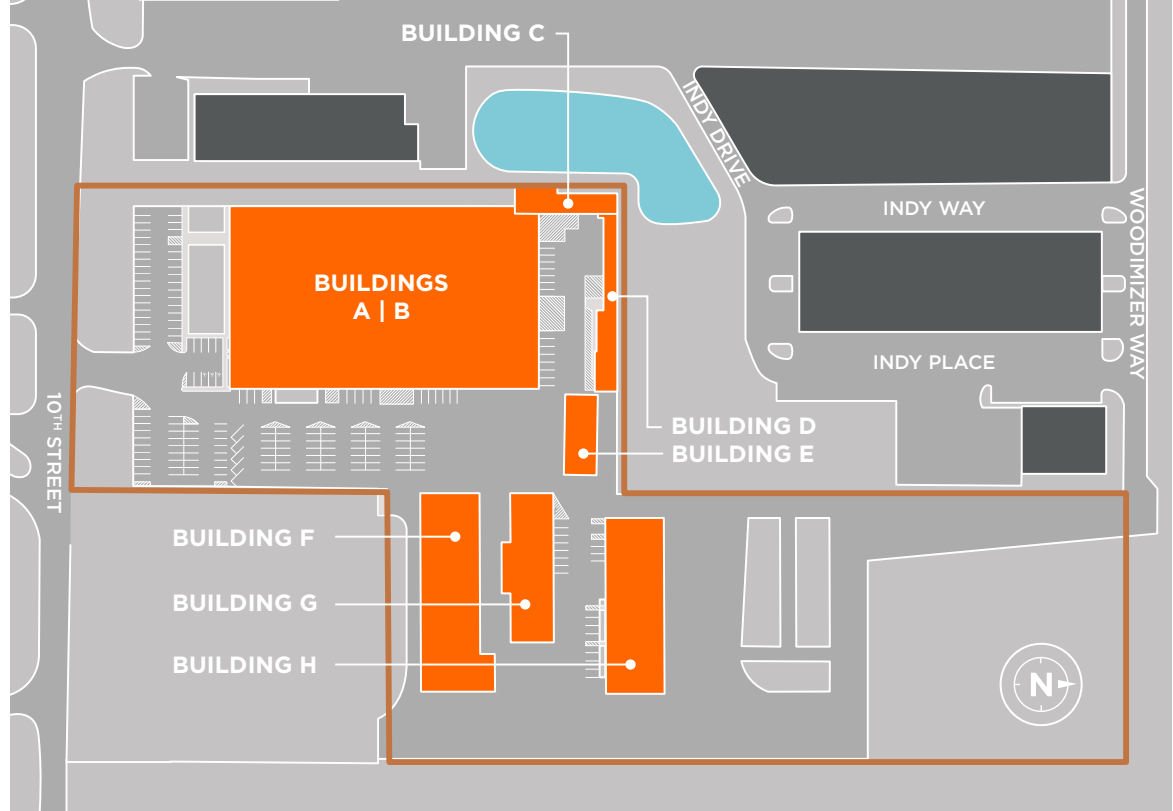 BUILDING C
INDY DRIVE
INDY WAY
WOODIMIZER WAY
BUILDINGS
A | B
INDY PLACE
10TH STREET
BUILDING D
BUILDING E
BUILDING F
BUILDING G
BUILDING H
N